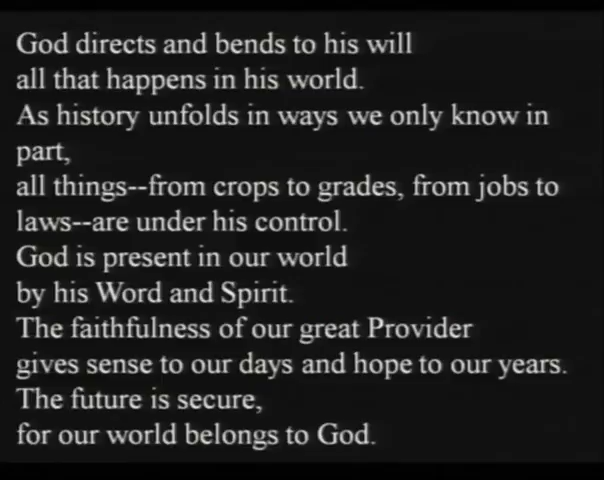 God directs and bends to his will
all that happens in his world.
As history unfolds in ways we only know in
part,
all things--from crops to grades, from jobs to
laws--are under his control.
God is present in our world
by his Word and Spirit.
The faithfulness of our great Provider
gives sense to our days and hope to our years.
The future is secure,
for our world belongs to God.